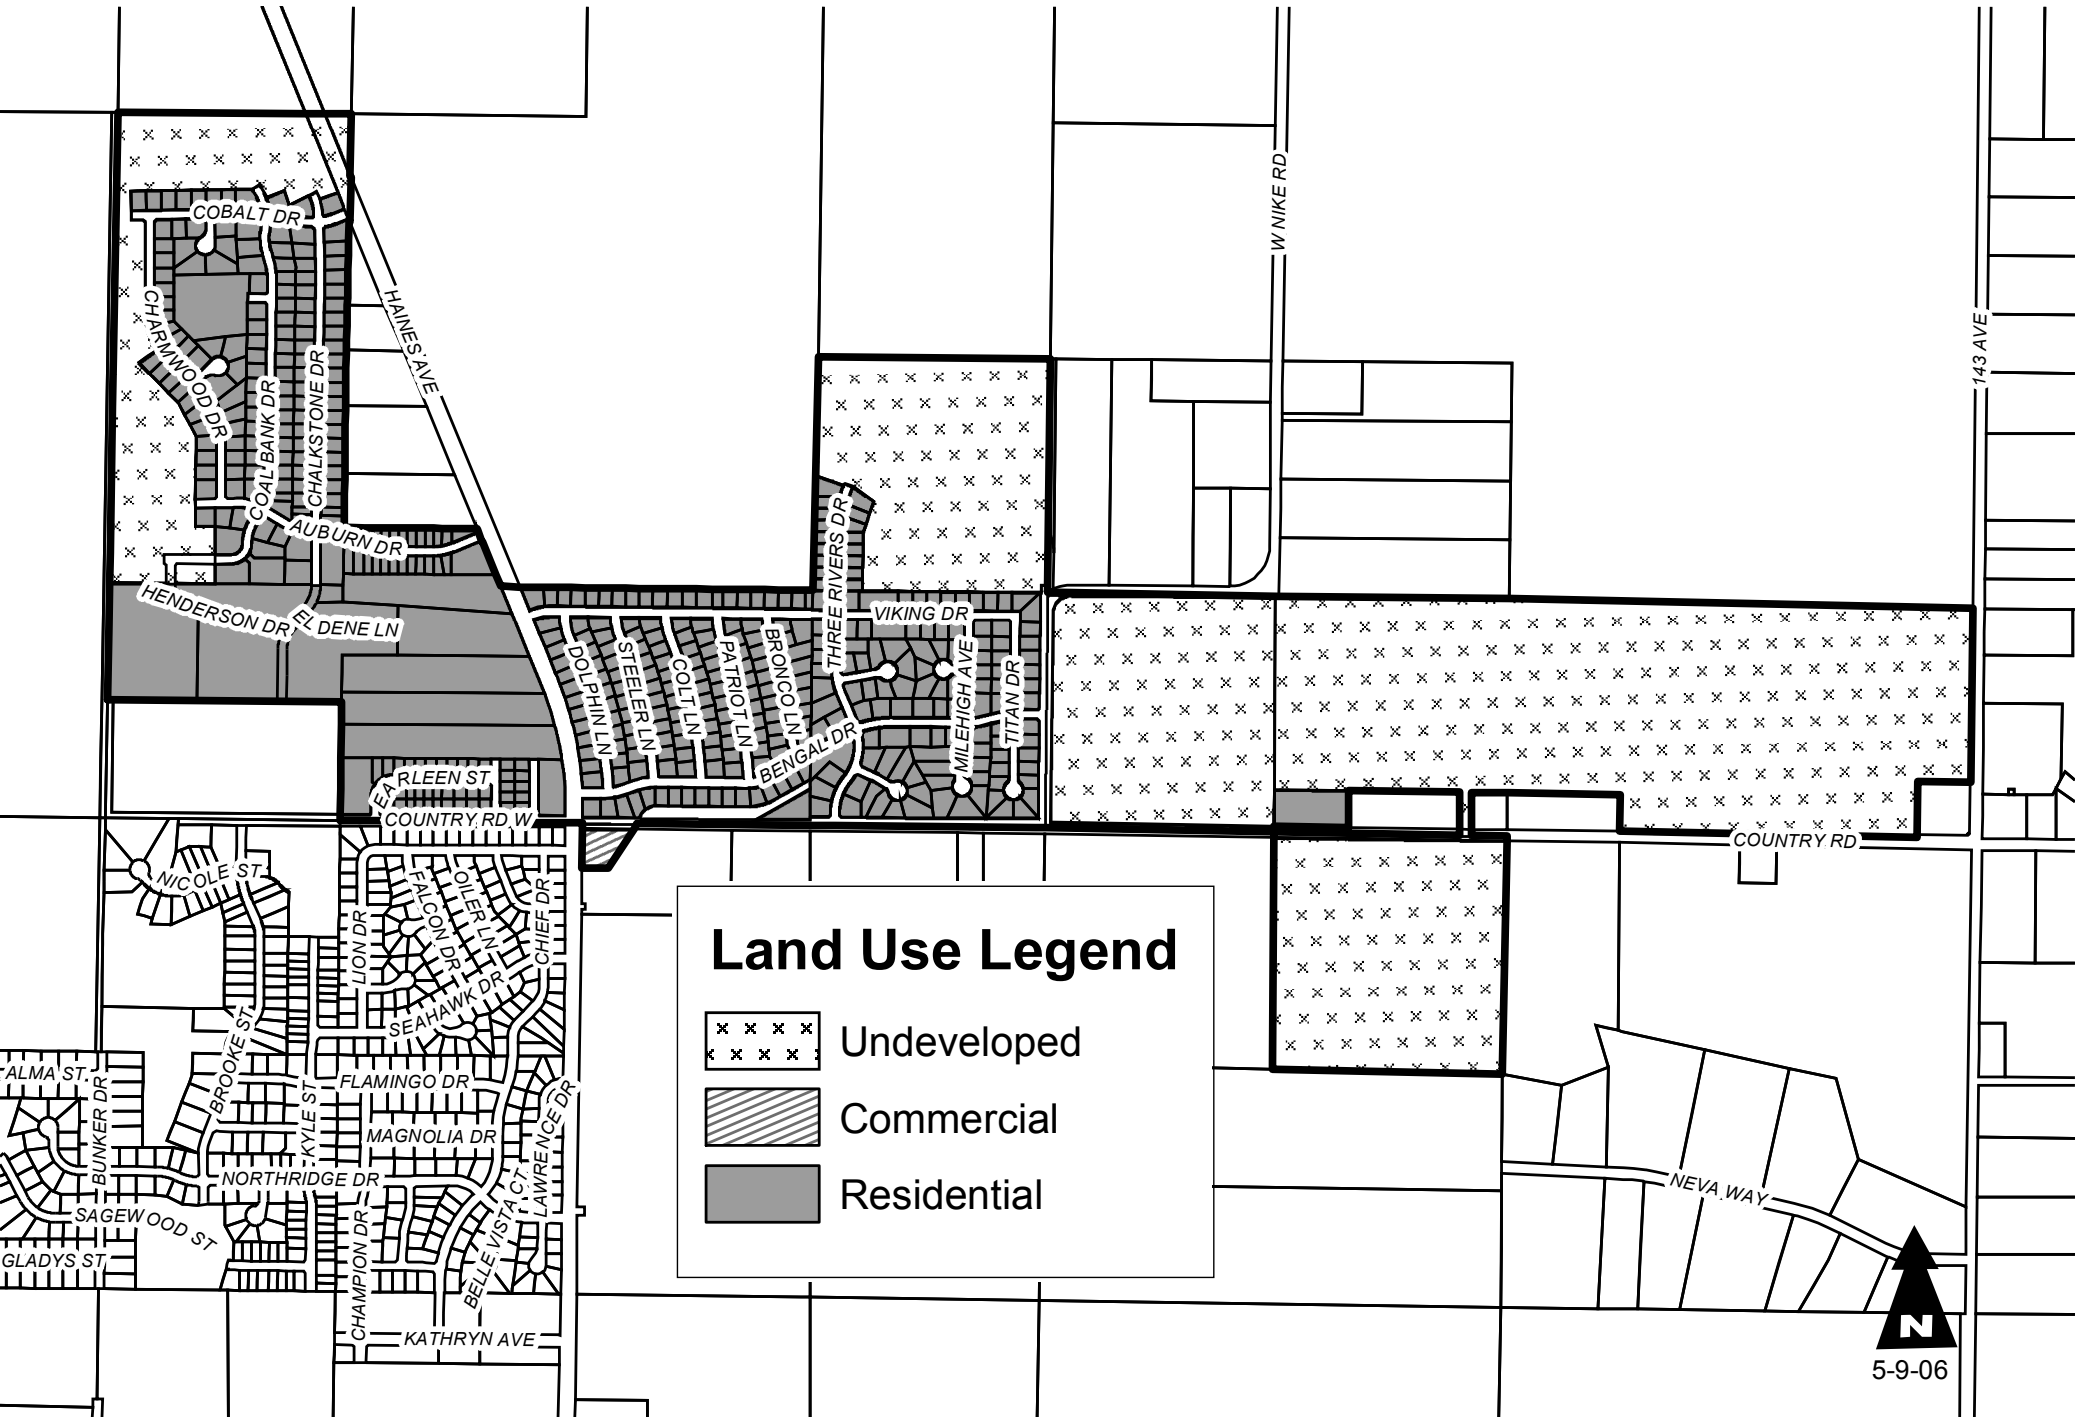 W NIKE RD
COBALT DR
HAINES AVE
143 AVE
CHARMWOOD DR
COAL BANK DR
CHALKSTONE DR
AUBURN DR
THREE RIVERS DR
HENDERSON DR
EL DENE LN
VIKING DR
DOLPHIN LN
STEELER LN
COLT LN
PATRIOT LN
BRONCO LN
BENGAL DR
MILEHIGH AVE
TITAN DR
EARLEEN ST
COUNTRY RD W
COUNTRY RD
NICOLE ST
LION DR
FALCON DR
OILER LN
CHIEF DR
SEAHAWK DR
BROOKE ST
ALMA ST
BUNKER DR
KYLE ST
FLAMINGO DR
MAGNOLIA DR
LAWRENCE DR
NORTHRIDGE DR
SAGEWOOD ST
GLADYS ST
CHAMPION DR
BELLE VISTA CT
KATHRYN AVE
NEVA WAY
Land Use Legend
Undeveloped
Commercial
Residential
N
5-9-06